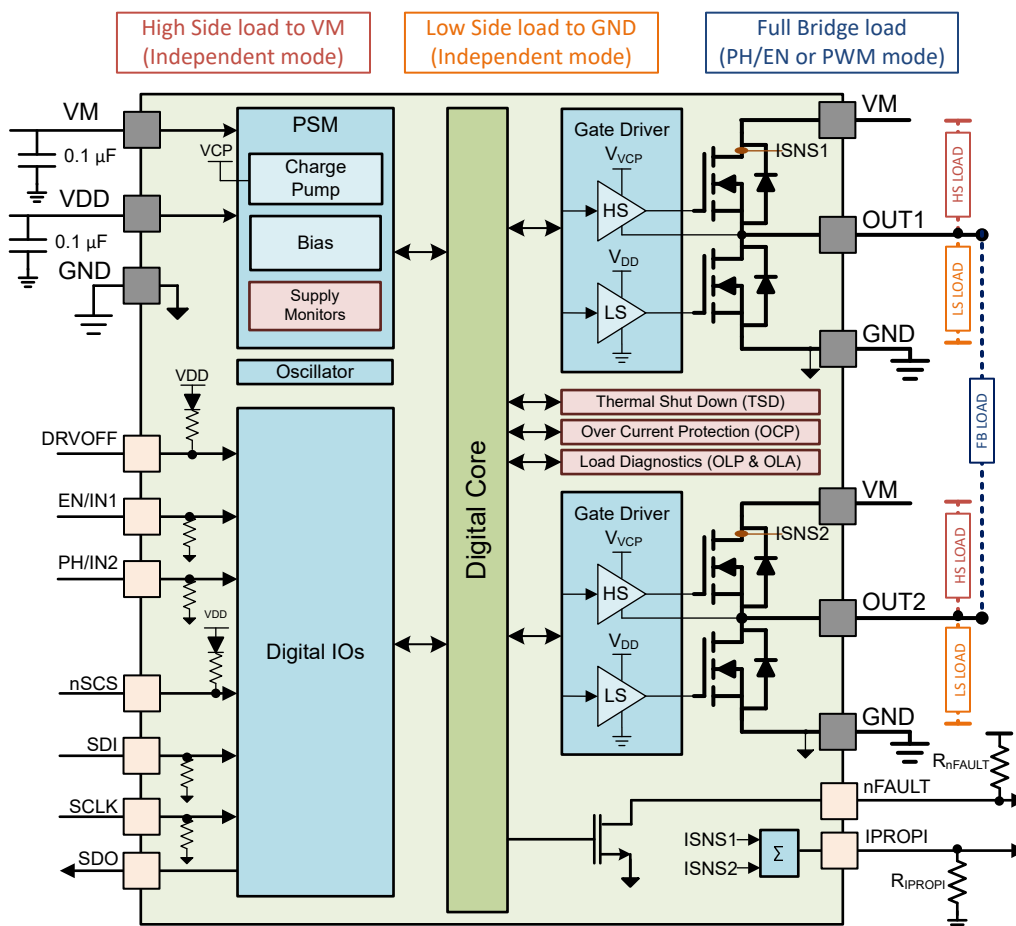 High Side load to VM
(Independent mode)
Low Side load to GND
(Independent mode)
Full Bridge load
(PH/EN or PWM mode)
VM
0.1 µF
VDD
0.1 µF
GND
PSM
VCP
Charge
Pump
Bias
Supply
Monitors
Oscillator
VDD
DRVOFF
EN/IN1
PH/IN2
VDD
nSCS
SDI
SCLK
SDO
Digital IOs
Digital Core
Gate Driver
VVCP
HS
VDD
LS
ISNS1
VM
OUT1
GND
HS LOAD
LS LOAD
FB LOAD
Thermal Shut Down (TSD)
Over Current Protection (OCP)
Load Diagnostics (OLP & OLA)
Gate Driver
VVCP
HS
VDD
LS
ISNS2
VM
OUT2
GND
HS LOAD
LS LOAD
RnFAULT
nFAULT
ISNS1
ISNS2
Σ
IPROPI
RIPROPI